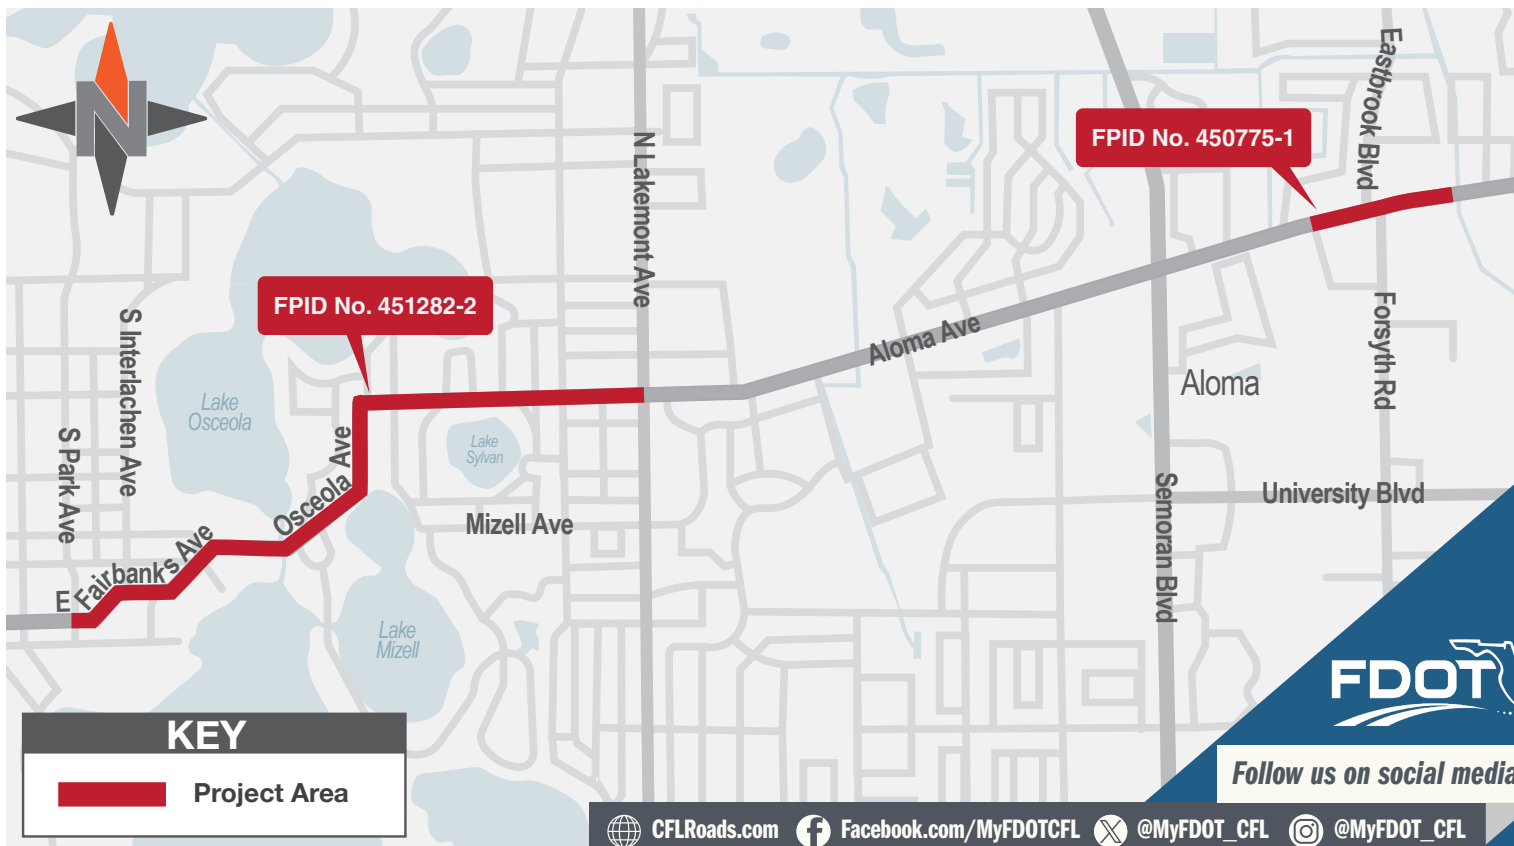 N
Eastbrook Blvd
FPID No. 450775-1
N Lakemont Ave
FPID No. 451282-2
S Interlachen Ave
Forsyth Rd
Aloma Ave
Aloma
Lake
Osceola
S Park Ave
Osceola Ave
Lake
Sylvan
Semoran Blvd
University Blvd
Mizell Ave
E Fairbanks Ave
Lake
Mizell
FDOT
KEY
Project Area
Follow us on social media
CFLRoads.com Facebook.com/MyFDOTCFL @MyFDOT_CFL @MyFDOT_CFL